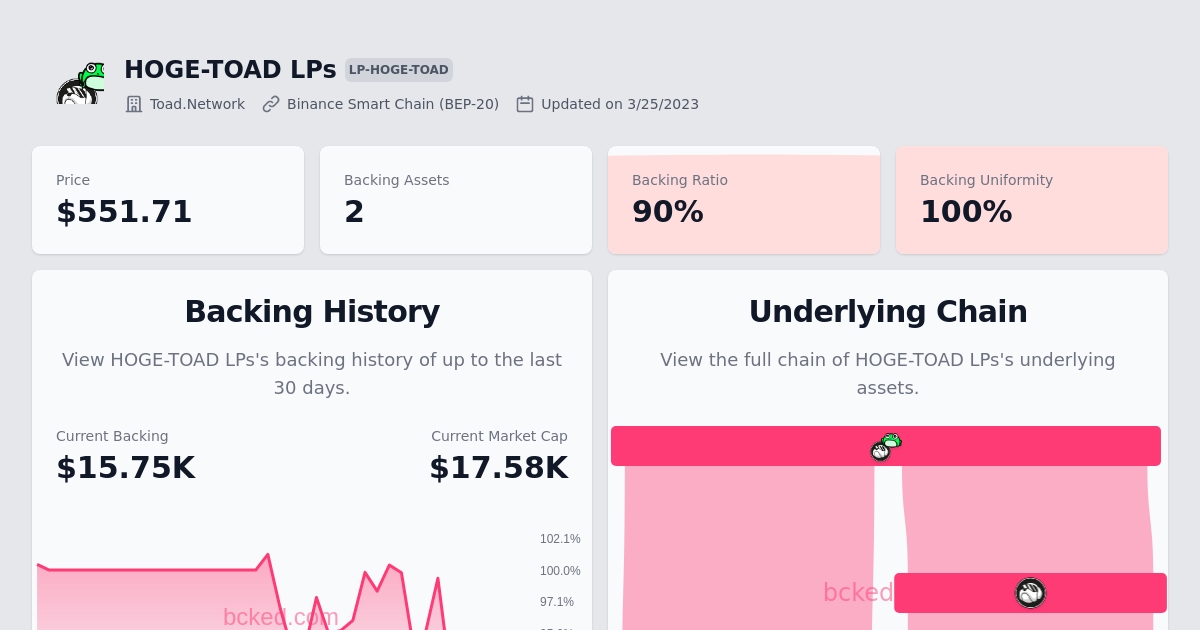 HOGE-TOAD LPs LP-HOGE-TOAD
Toad.Network Binance Smart Chain (BEP-20) Updated on 3/25/2023
Price
$551.71
Backing Assets
2
Backing Ratio
90%
Backing Uniformity
100%
Backing History
View HOGE-TOAD LPs's backing history of up to the last
30 days.
Current Backing
$15.75K
Current Market Cap
$17.58K
102.1%
100.0%
97.1%
bcked.com
Underlying Chain
View the full chain of HOGE-TOAD LPs's underlying
assets.
bcked